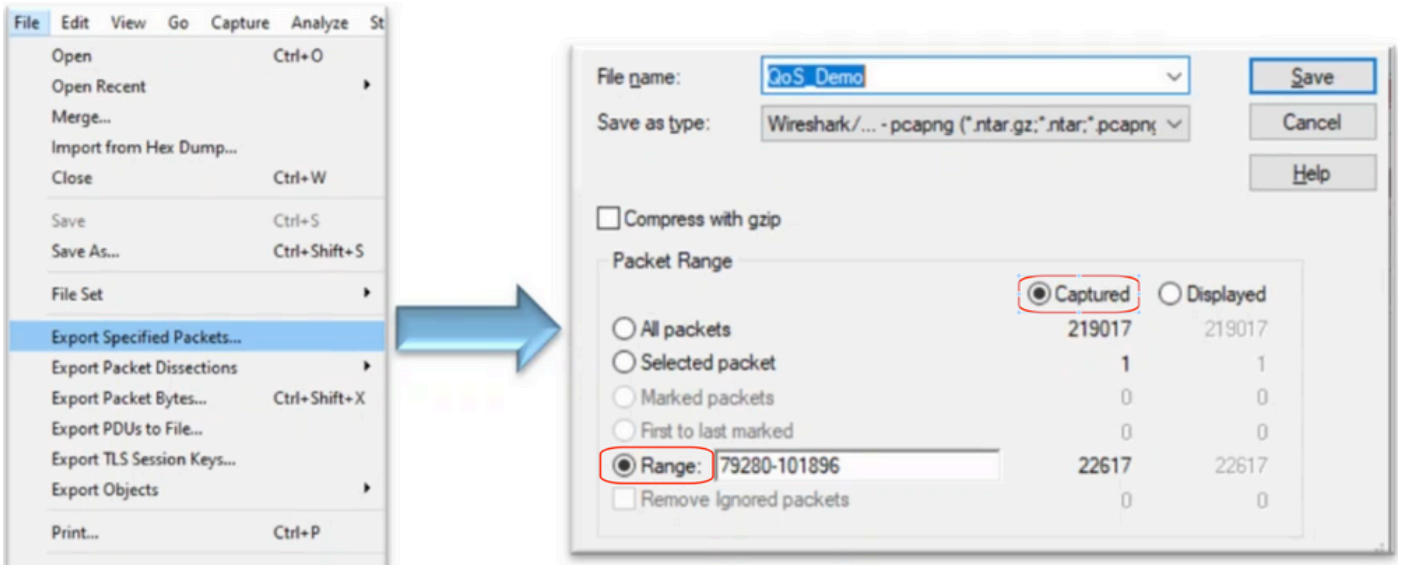 File Edit View Go Capture Analyze St
Open Ctrl+O
Open Recent
Merge...
Import from Hex Dump...
Close Ctrl+W
Save Ctrl+S
Save As... Ctrl+Shift+S
File Set
Export Specified Packets...
Export Packet Dissections
Export Packet Bytes... Ctrl+Shift+X
Export PDUs to File...
Export TLS Session Keys...
Export Objects
Print... Ctrl+P
File name: QoS_Demo Save
Save as type: Wireshark/... - pcapng (*.ntar.gz;*.ntar;*.pcapng Cancel
Help
Compress with gzip
Packet Range
Captured Displayed
All packets 219017 219017
Selected packet 1 1
Marked packets 0 0
First to last marked 0 0
Range: 79280-101896 22617 22617
Remove Ignored packets 0 0